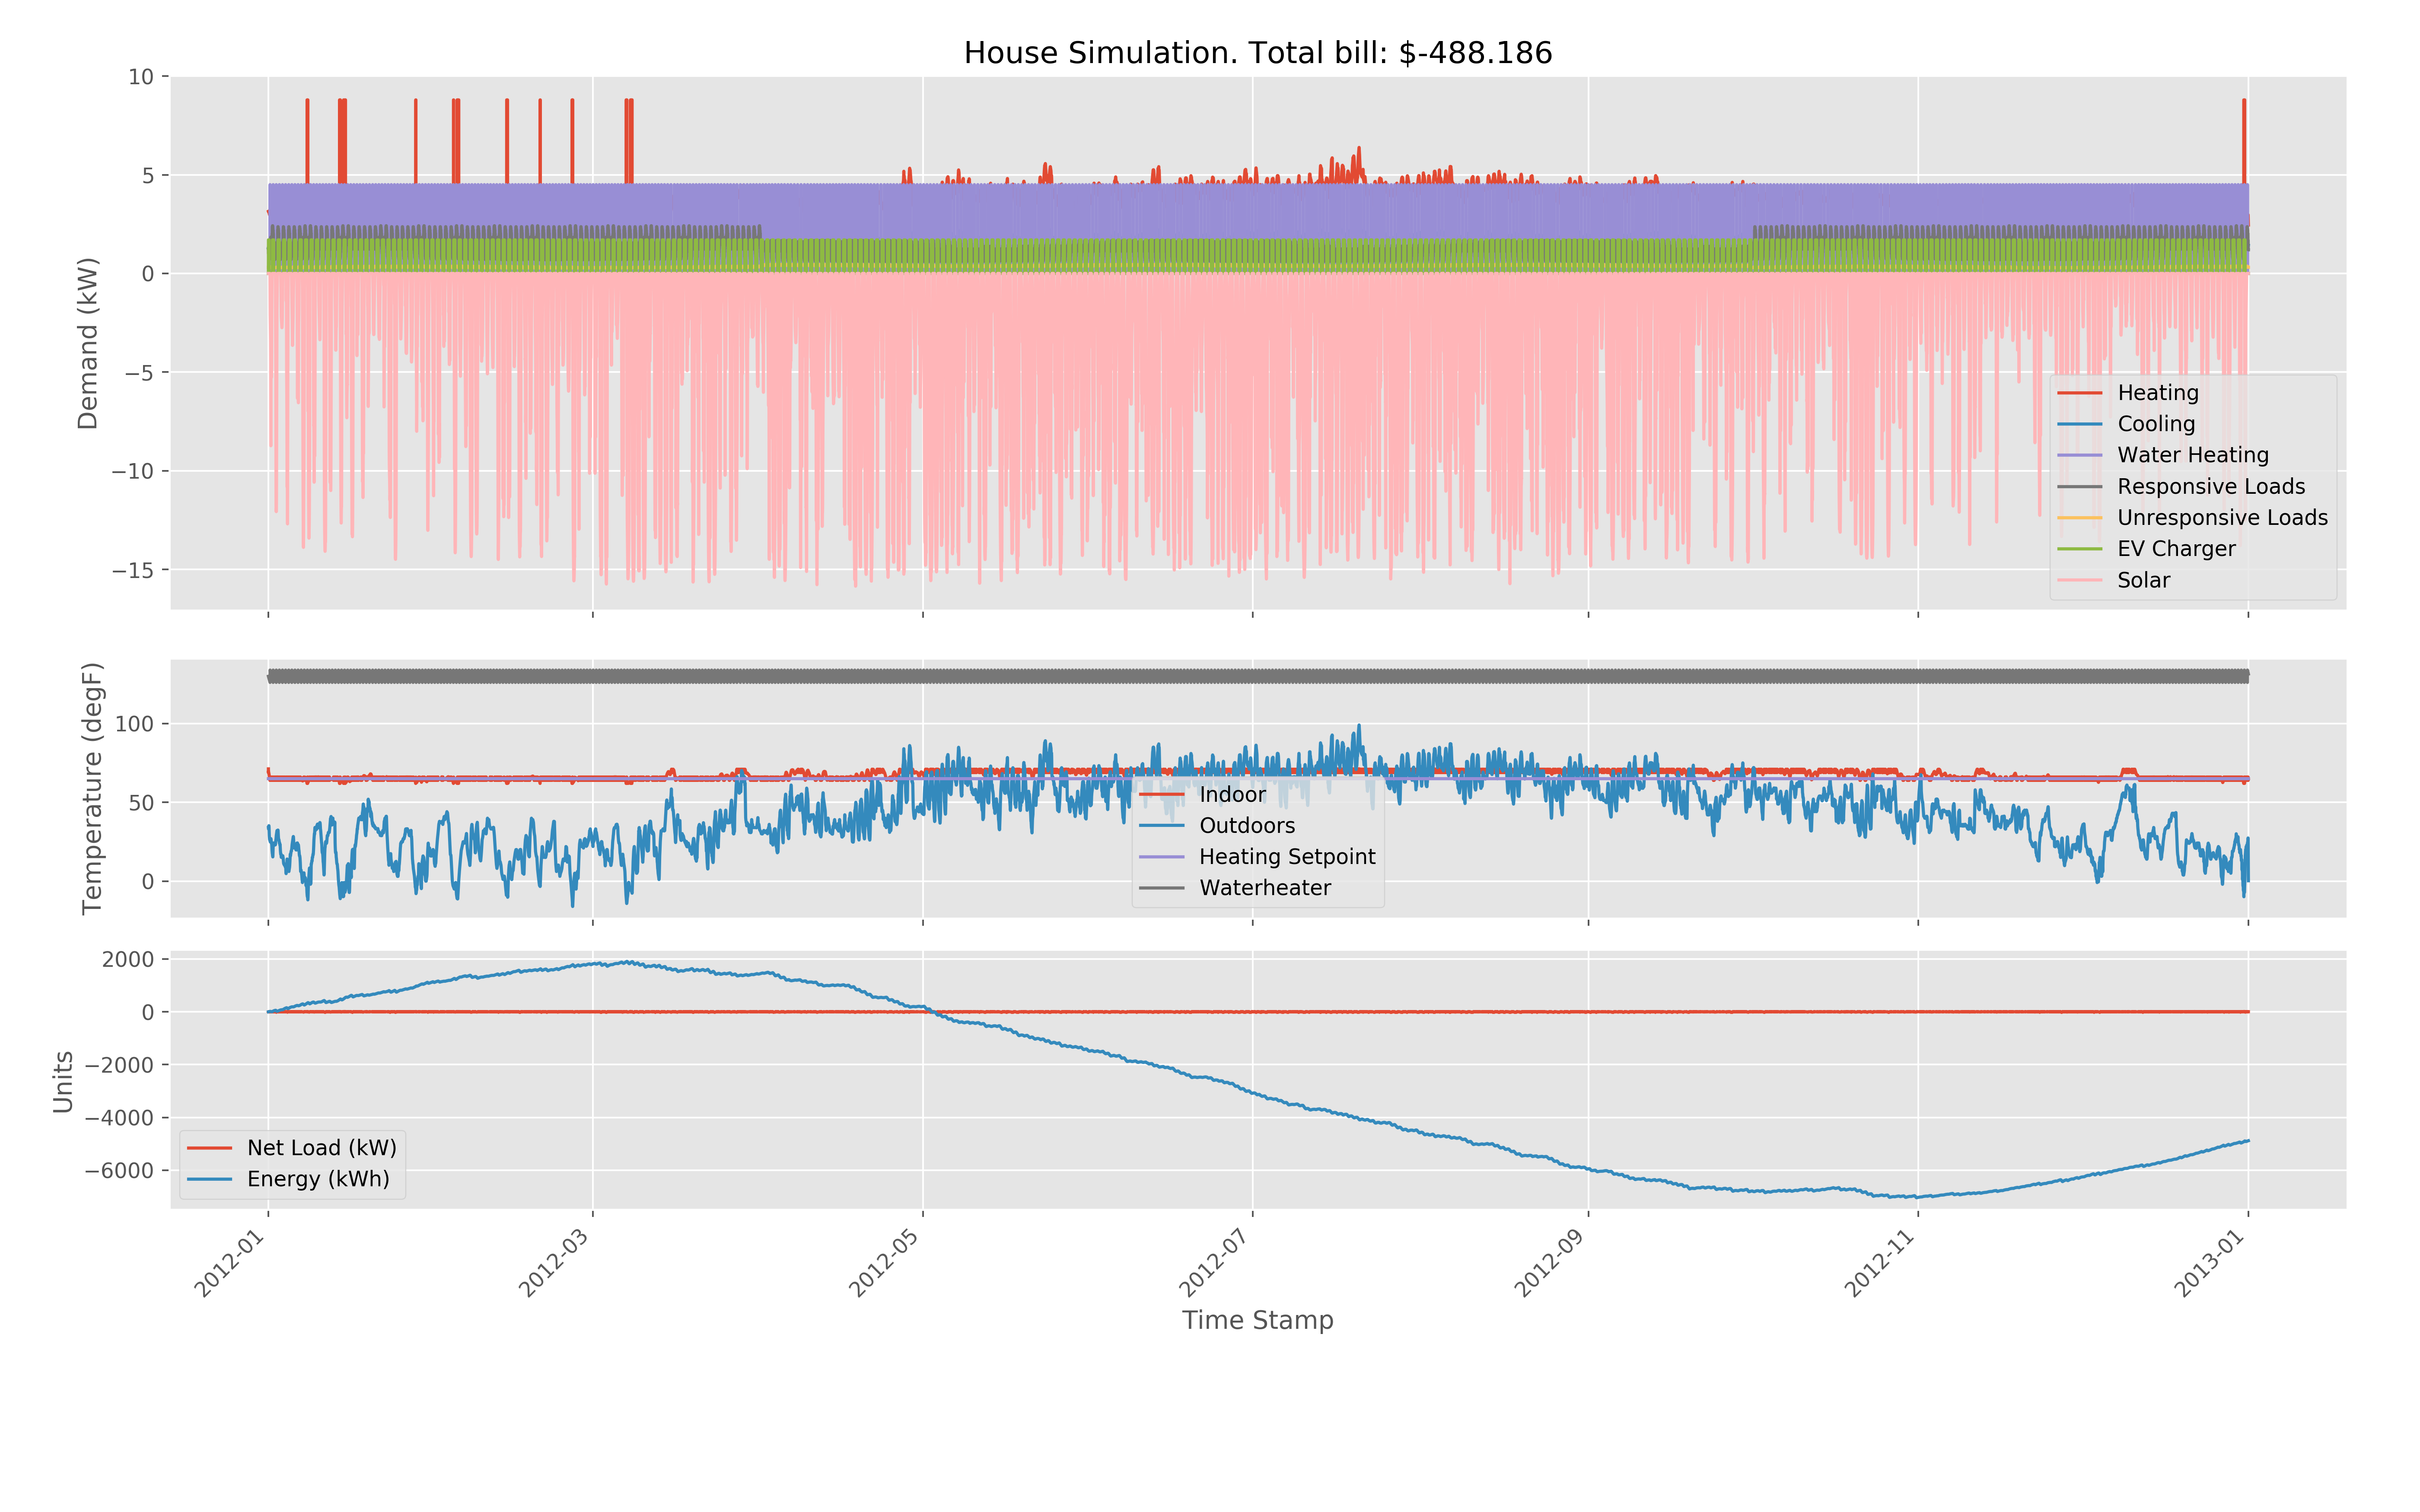 House Simulation. Total bill: $-488.186
Demand (kW)
10
5
0
−5
−10
−15
Heating
Cooling
Water Heating
Responsive Loads
Unresponsive Loads
EV Charger
Solar
Temperature (degF)
100
50
0
Indoor
Outdoors
Heating Setpoint
Waterheater
Units
2000
0
−2000
−4000
−6000
Net Load (kW)
Energy (kWh)
2012-01
2012-03
2012-05
2012-07
2012-09
2012-11
2013-01
Time Stamp